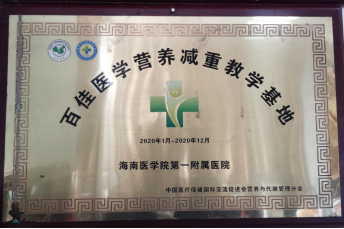 百佳医学营养减重教学基地
2020年1月-2020年12月
海南医学院第一附属医院
中国医疗保健国际交流促进会营养与代谢管理分会